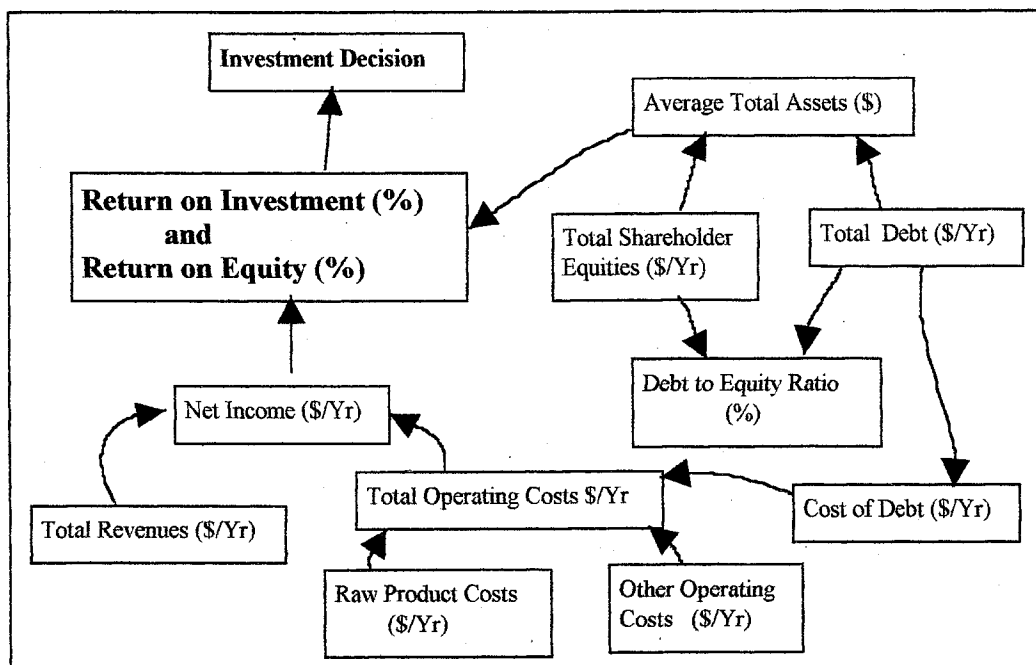 Investment Decision
Average Total Assets ($)
Return on Investment (%)
and
Return on Equity (%)
Total Shareholder
Equities ($/Yr)
Total Debt ($/Yr)
Debt to Equity Ratio
(%)
Net Income ($/Yr)
Total Operating Costs $/Yr
Cost of Debt ($/Yr)
Total Revenues ($/Yr)
Raw Product Costs
($/Yr)
Other Operating
Costs ($/Yr)